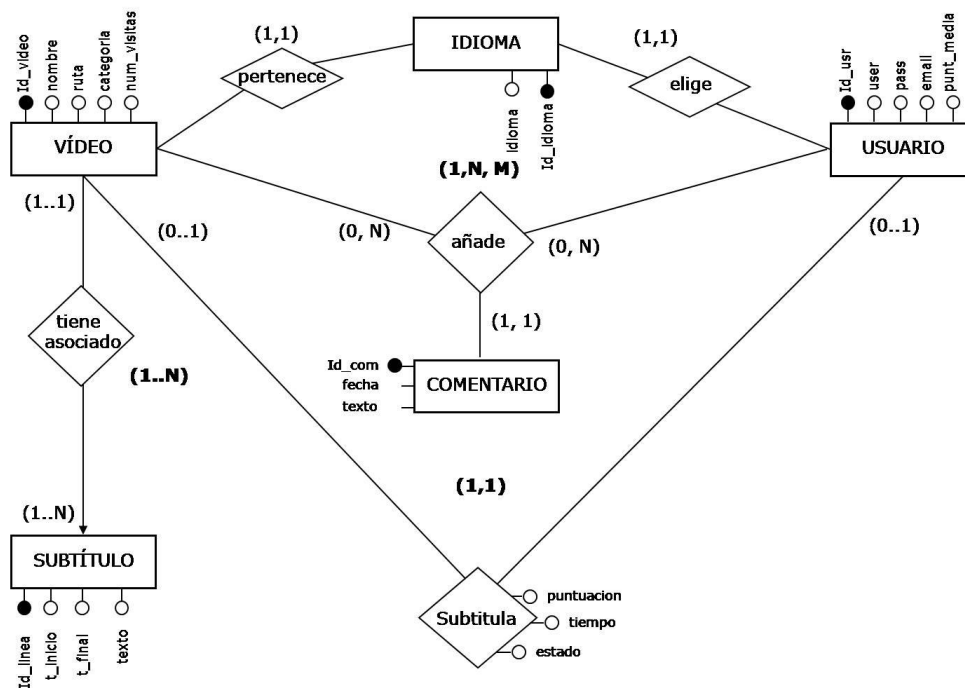 Id_video
nombre
ruta
categoria
num_visitas
VÍDEO
(1,1)
pertenece
IDIOMA
Idioma
Id_idioma
(1,1)
elige
Id_usr
user
pass
email
punt_media
USUARIO
(1..1)
(0..1)
(0, N)
(1,N, M)
añade
(0, N)
(0..1)
tiene
asociado
(1, 1)
(1..N)
Id_com
fecha
texto
COMENTARIO
(1..N)
(1,1)
SUBTÍTULO
Id_linea
t_inicio
t_final
texto
Subtitula
puntuacion
tiempo
estado